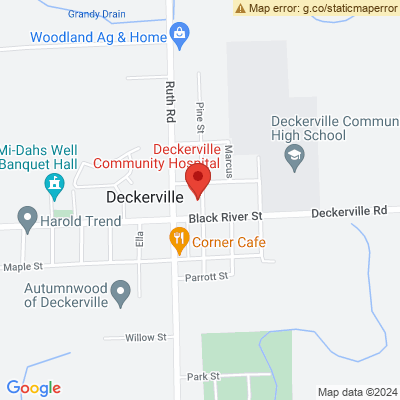 Map error: g.co/staticmaperror
Grandy Drain
Woodland Ag & Home
Ruth Rd
Pine St
Marcus
Deckerville Commun
High School
Deckerville
Community Hospital
Mi-Dahs Well
Banquet Hall
Deckerville
Black River St
Deckerville Rd
Harold Trend
Ella
Corner Cafe
Maple St
Parrott St
Autumnwood
of Deckerville
Willow St
Park St
Google
Map data ©2024